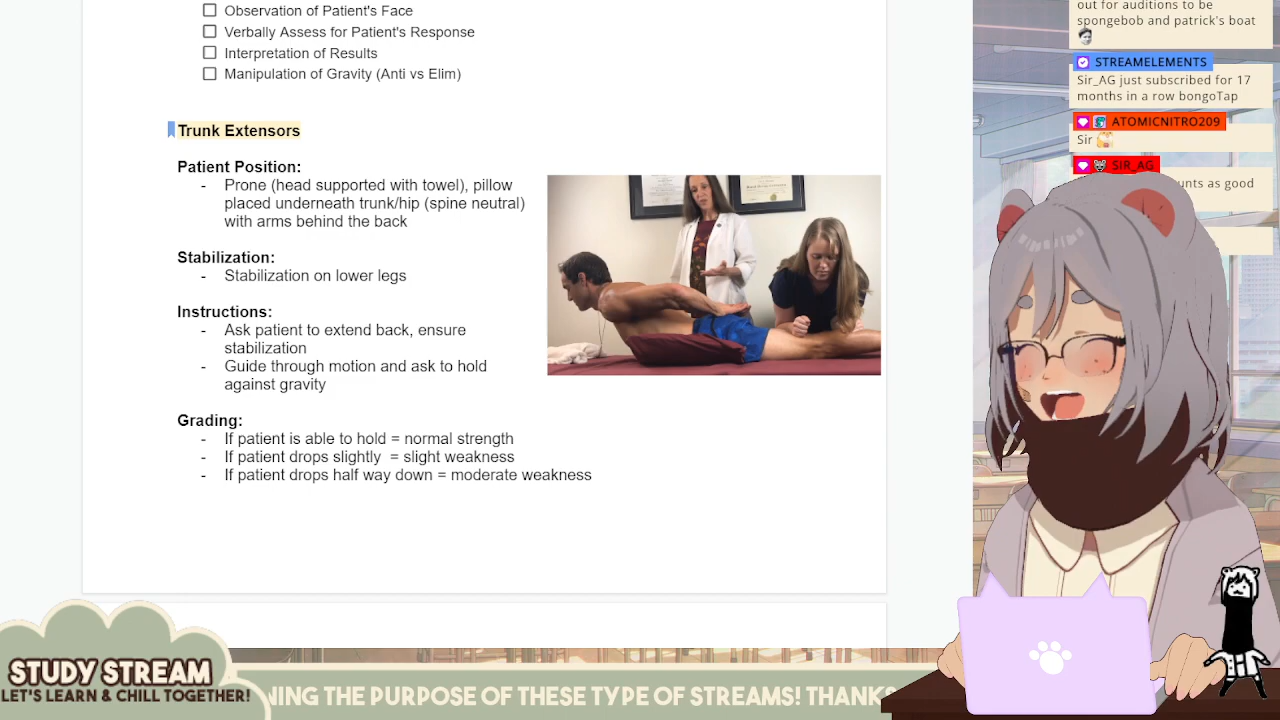 Observation of Patient's Face
Verbally Assess for Patient's Response
Interpretation of Results
Manipulation of Gravity (Anti vs Elim)
Trunk Extensors
Patient Position:
- Prone (head supported with towel), pillow
placed underneath trunk/hip (spine neutral)
with arms behind the back
Stabilization:
- Stabilization on lower legs
Instructions:
- Ask patient to extend back, ensure
stabilization
- Guide through motion and ask to hold
against gravity
Grading:
- If patient is able to hold = normal strength
- If patient drops slightly = slight weakness
- If patient drops half way down = moderate weakness
out for auditions to be
spongebob and patrick's boat
STREAMELEMENTS
Sir_AG just subscribed for 17
months in a row bongoTap
ATOMICNITRO209
Sir
SIR_AG
as good
STUDY STREAM
LET'S LEARN & CHILL TOGETHER!
NING THE PURPOSE OF THESE TYPE OF STREAMS! THANKS